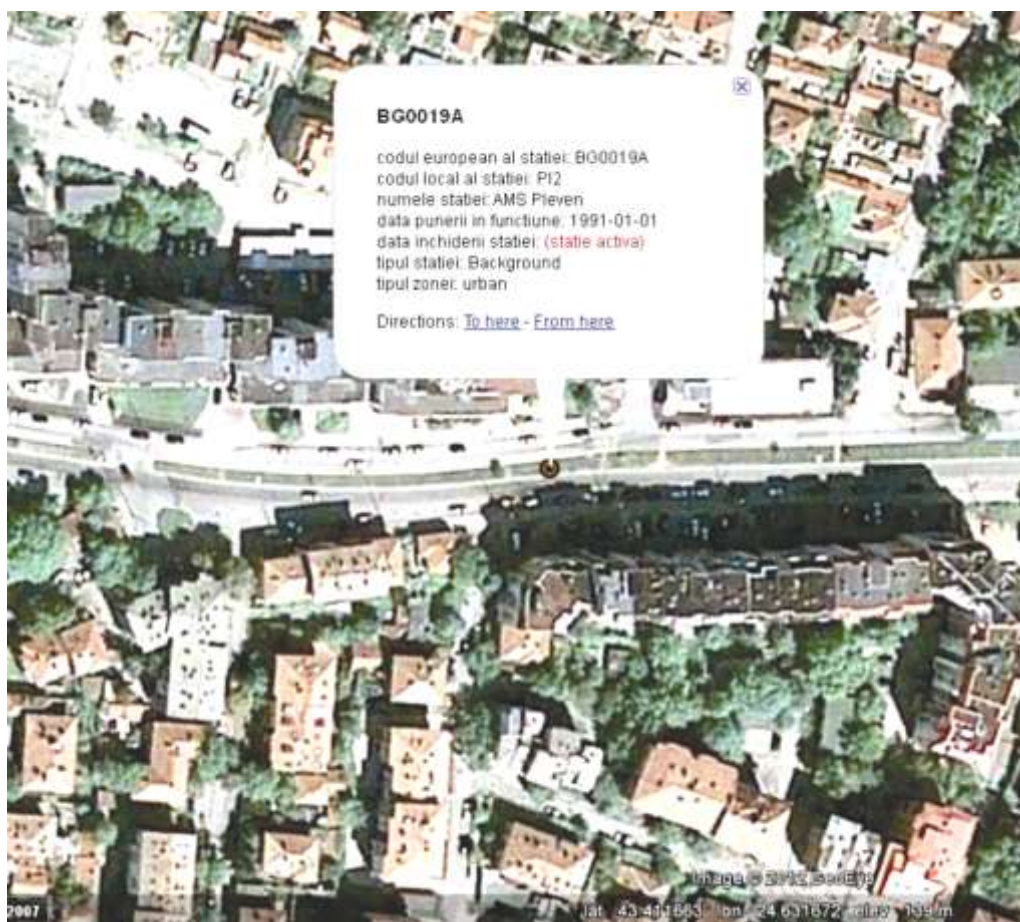 BG0019A
codul european al statiei: BG0019A
codul local al statiei: Pl2
numele statiei: AMS Pleven
data punerii in functiune: 1991-01-01
data inchiderii statiei: (statie activa)
tipul statiei: Background
tipul zonei: urban
Directions: To here - From here
Image © 2012 GeoEye
2007
lat 43.411663 lon 24.631672 elev 139 m